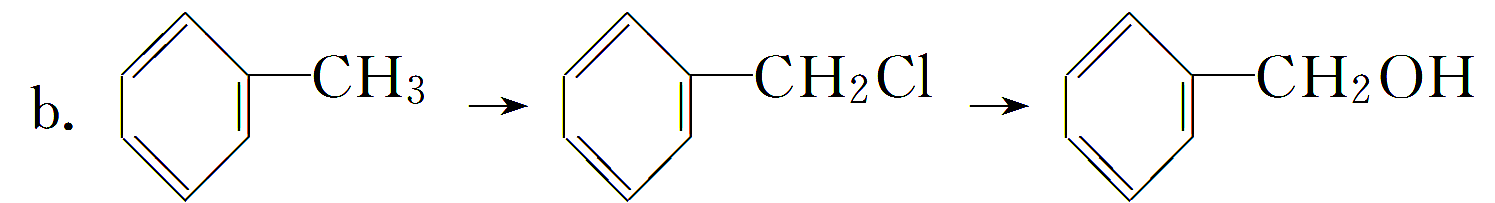 b. CH₃ → CH₂Cl → CH₂OH